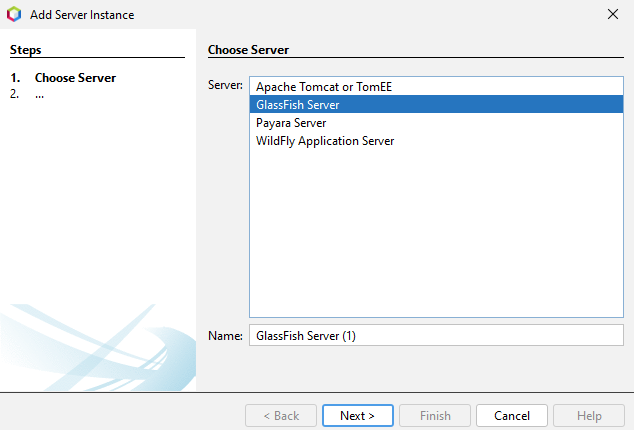 Add Server Instance
Steps
1. Choose Server
2. ...
Choose Server
Server:
Apache Tomcat or TomEE
GlassFish Server
Payara Server
WildFly Application Server
Name: GlassFish Server (1)
< Back Next > Finish Cancel Help